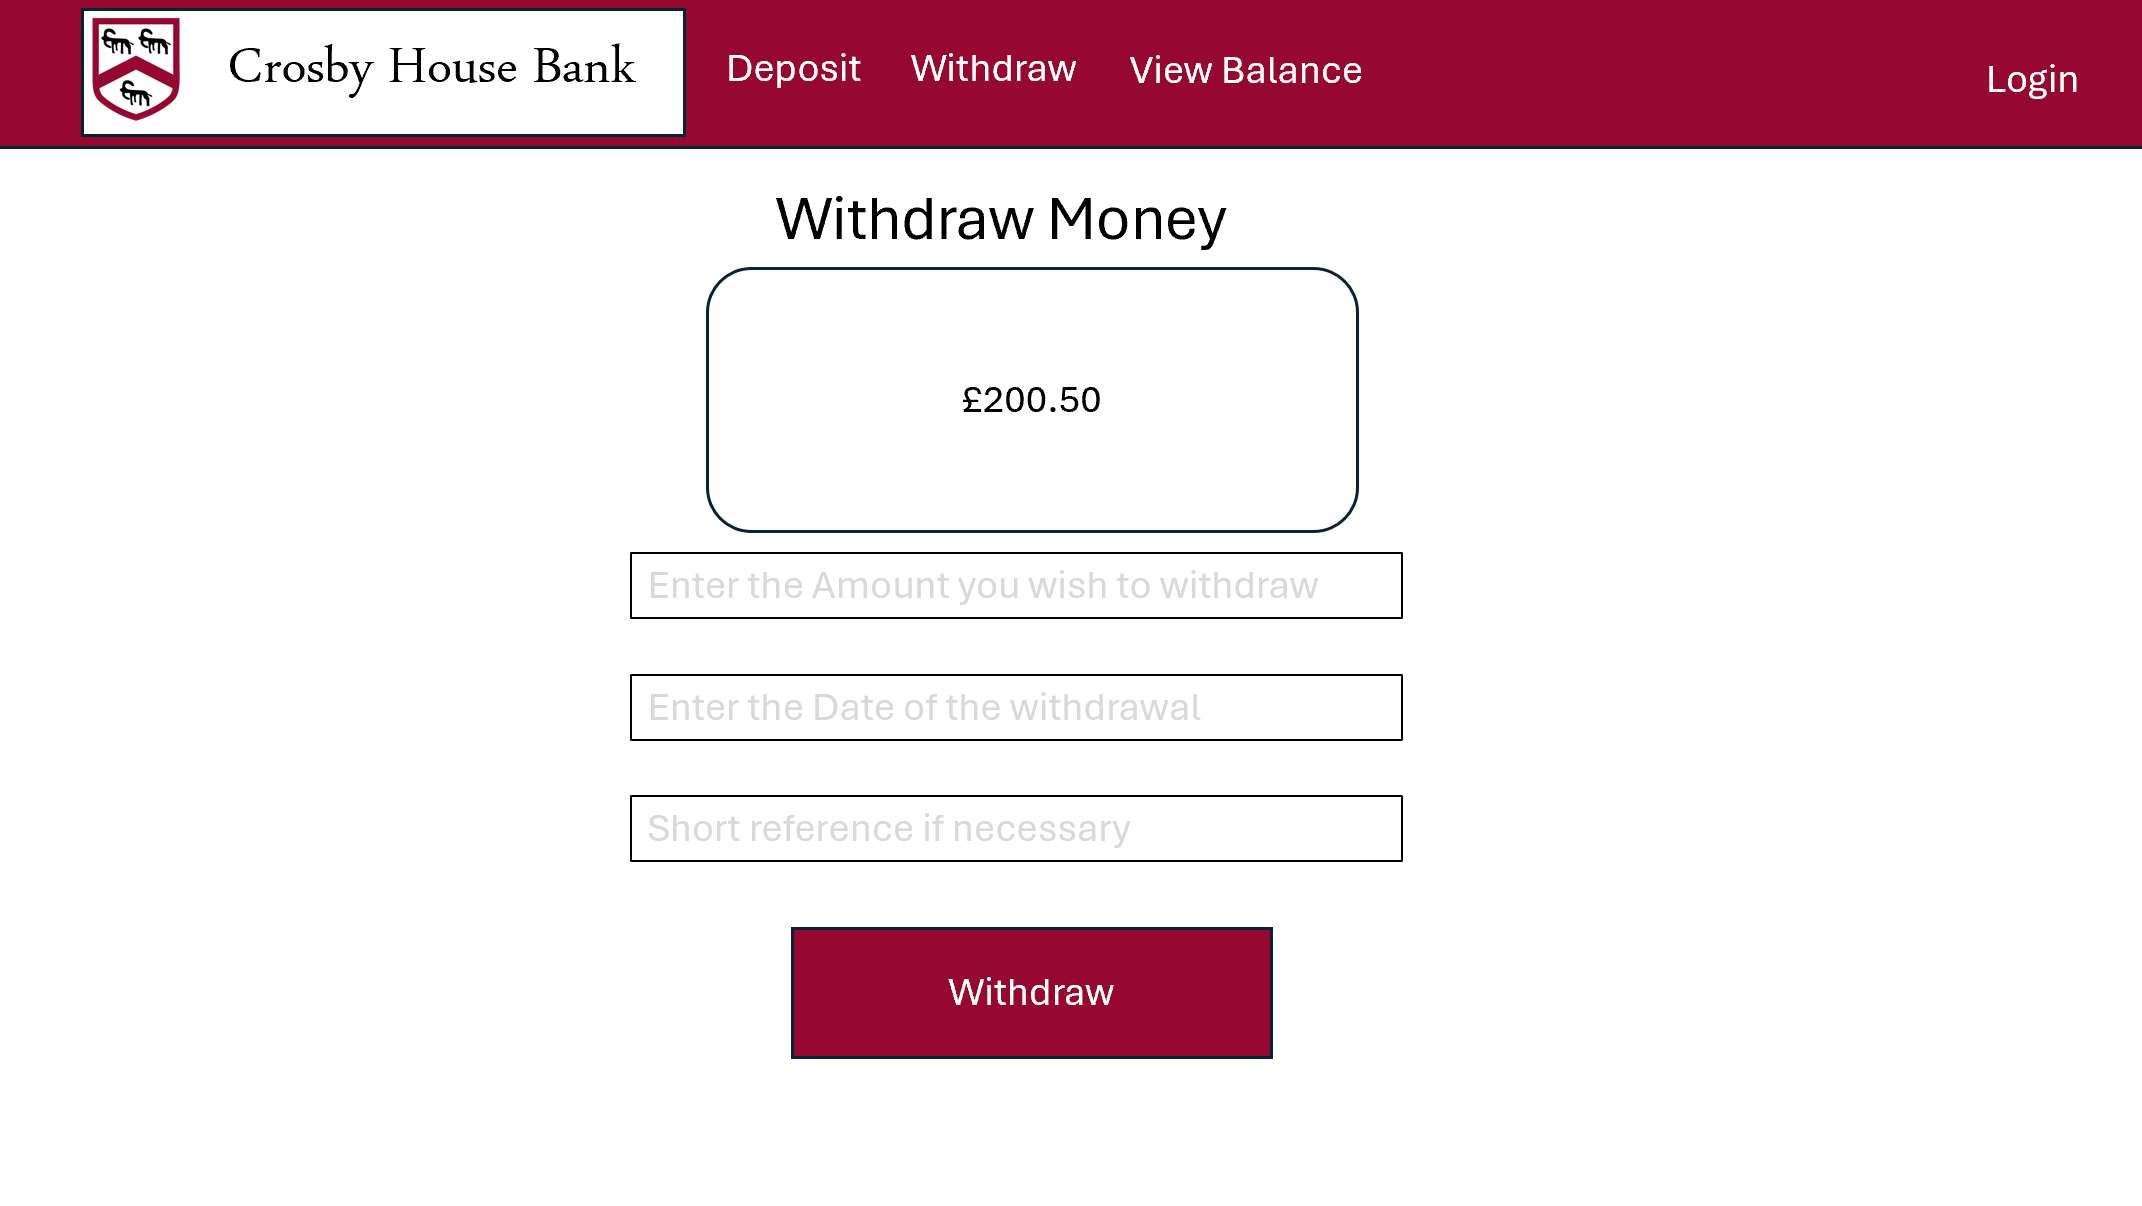 Crosby House Bank
Deposit
Withdraw
View Balance
Login
Withdraw Money
£200.50
Enter the Amount you wish to withdraw
Enter the Date of the withdrawal
Short reference if necessary
Withdraw